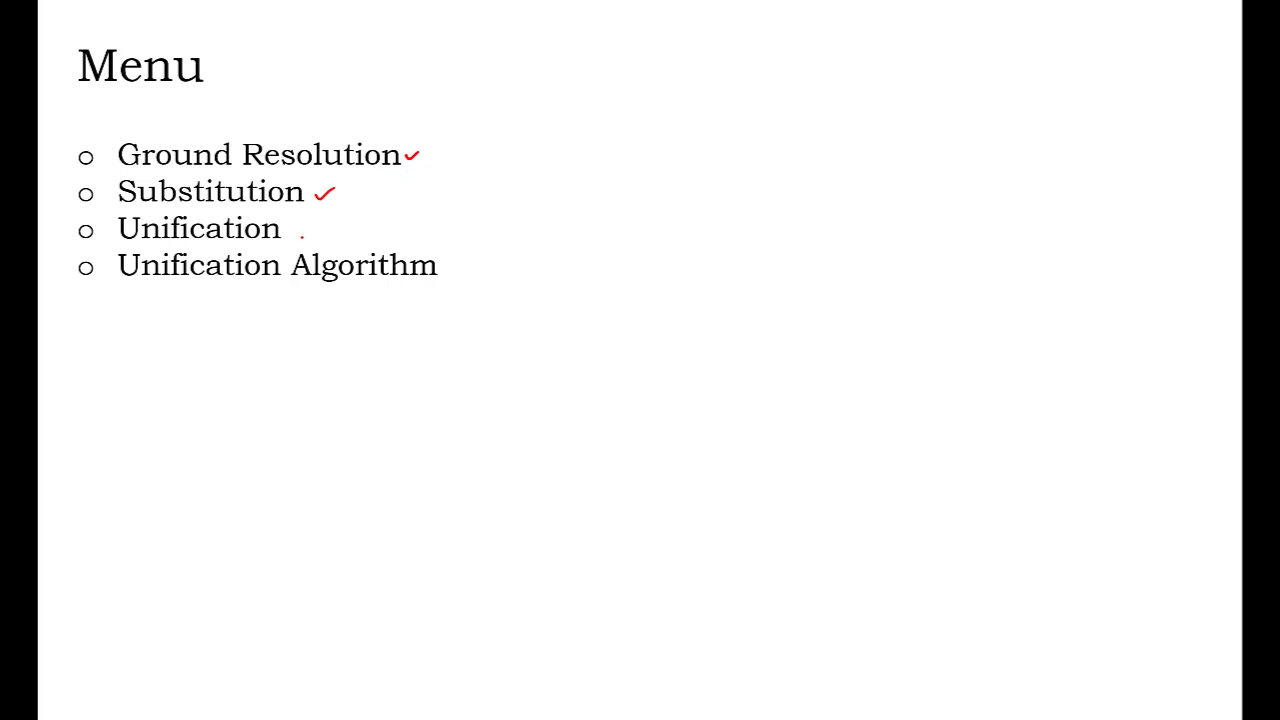 Menu
o Ground Resolution ✓
o Substitution ✓
o Unification
o Unification Algorithm